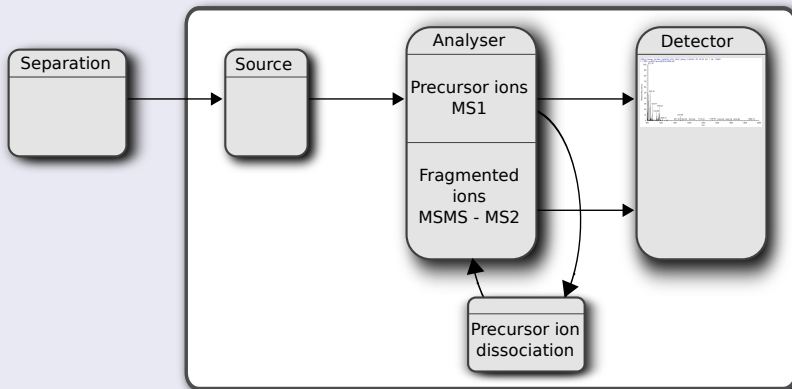 Separation
Source
Analyser
Precursor ions
MS1
Fragmented
ions
MSMS - MS2
Detector
Precursor ion
dissociation